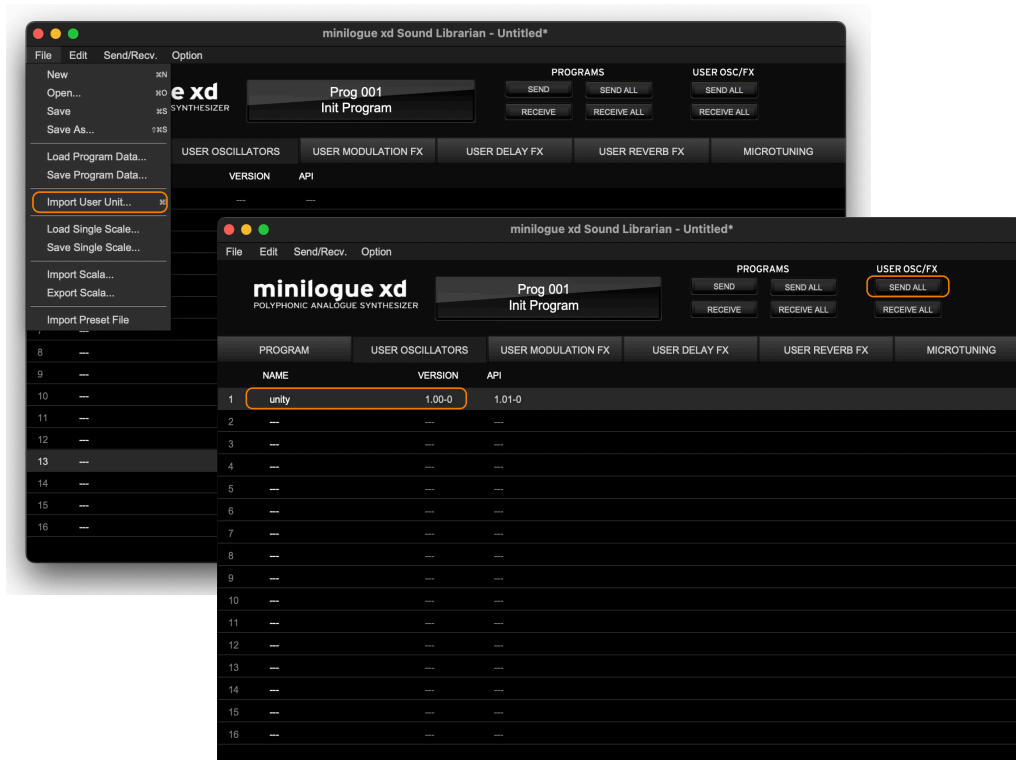 minilogue xd Sound Librarian - Untitled*
File Edit Send/Recv. Option
New ⌘N
Open... ⌘O
Save ⌘S
Save As... ⇧⌘S
Load Program Data...
Save Program Data...
Import User Unit... ⌘I
Load Single Scale...
Save Single Scale...
Import Scala...
Export Scala...
Import Preset File
e xd
SYNTHESIZER
Prog 001
Init Program
PROGRAMS
SEND SEND ALL
RECEIVE RECEIVE ALL
USER OSC/FX
SEND ALL
RECEIVE ALL
USER OSCILLATORS USER MODULATION FX USER DELAY FX USER REVERB FX MICROTUNING
VERSION API
--- ---
7 ---
8 ---
9 ---
10 ---
11 ---
12 ---
13 ---
14 ---
15 ---
16 ---
minilogue xd Sound Librarian - Untitled*
File Edit Send/Recv. Option
minilogue xd
POLYPHONIC ANALOGUE SYNTHESIZER
Prog 001
Init Program
PROGRAMS
SEND SEND ALL
RECEIVE RECEIVE ALL
USER OSC/FX
SEND ALL
RECEIVE ALL
PROGRAM USER OSCILLATORS USER MODULATION FX USER DELAY FX USER REVERB FX MICROTUNING
NAME VERSION API
1 unity 1.00-0 1.01-0
2 --- --- ---
3 --- --- ---
4 --- --- ---
5 --- --- ---
6 --- --- ---
7 --- --- ---
8 --- --- ---
9 --- --- ---
10 --- --- ---
11 --- --- ---
12 --- --- ---
13 --- --- ---
14 --- --- ---
15 --- --- ---
16 --- --- ---